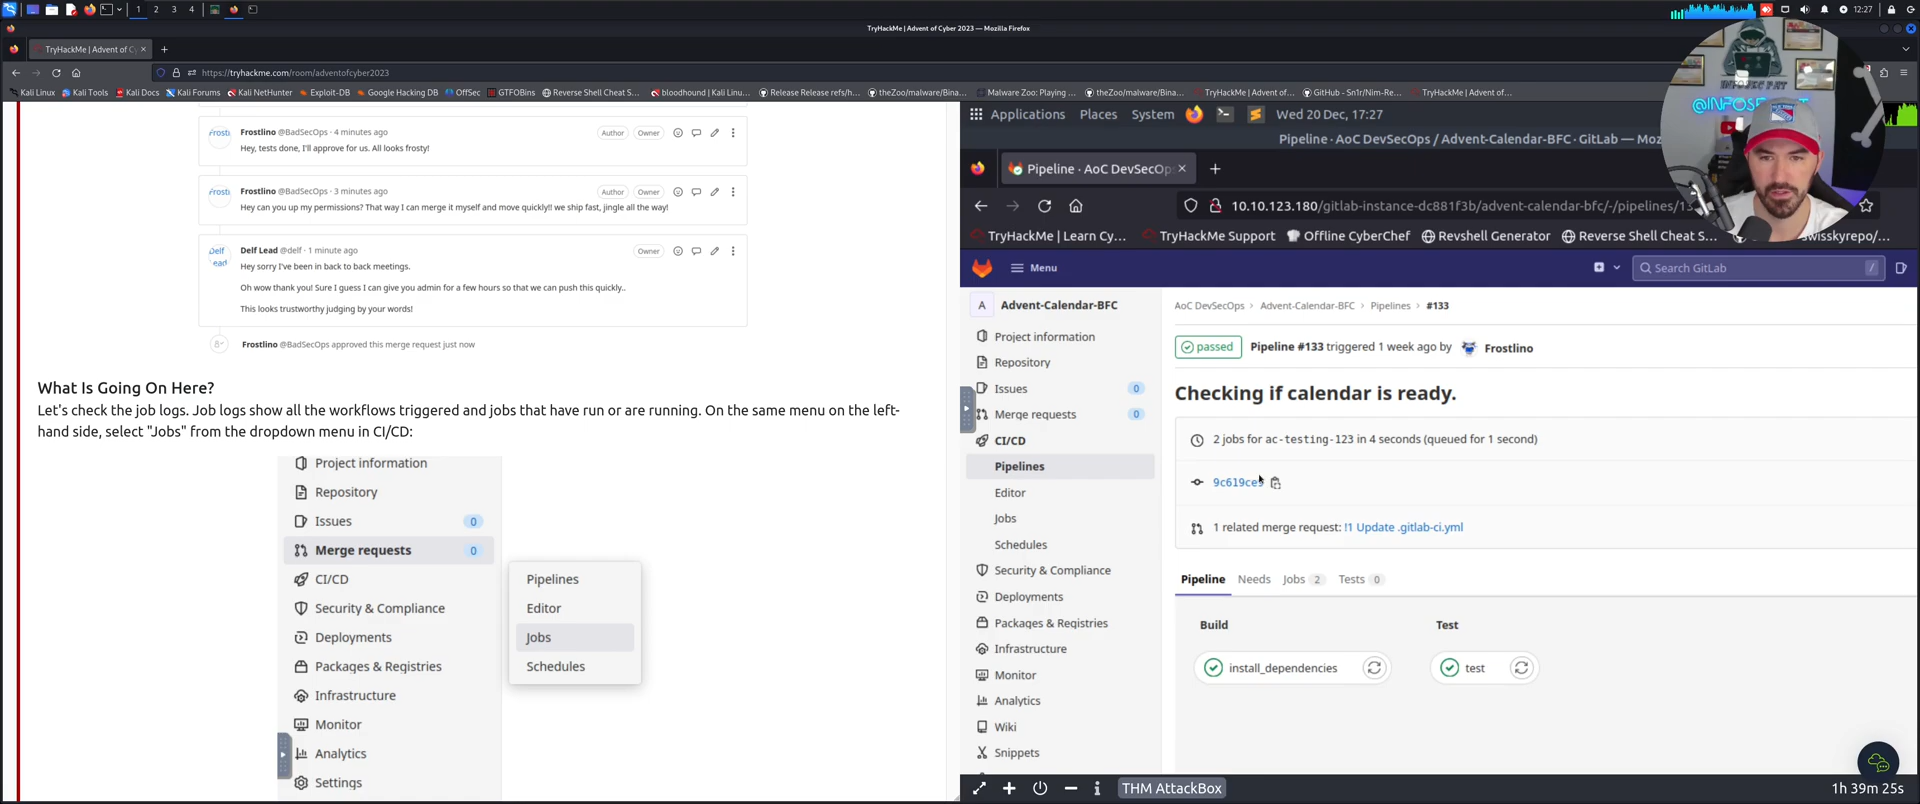 1 2 3 4
12:27
TryHackMe | Advent of Cyber 2023 — Mozilla Firefox
TryHackMe | Advent of Cy
https://tryhackme.com/room/adventofcyber2023
Kali Linux Kali Tools Kali Docs Kali Forums Kali NetHunter Exploit-DB Google Hacking DB OffSec GTFOBins Reverse Shell Cheat S... bloodhound | Kali Linu... Release Release refs/h... theZoo/malware/Bina... Malware Zoo: Playing ... theZoo/malware/Bina... TryHackMe | Advent of... GitHub - Sn1r/Nim-Re... TryHackMe | Advent of...
Frostlino @BadSecOps · 4 minutes ago
Author Owner
Hey, tests done, I'll approve for us. All looks frosty!
Frostlino @BadSecOps · 3 minutes ago
Author Owner
Hey can you up my permissions? That way I can merge it myself and move quickly!! we ship fast, jingle all the way!
Delf Lead @delf · 1 minute ago
Owner
Hey sorry I've been in back to back meetings.
Oh wow thank you! Sure I guess I can give you admin for a few hours so that we can push this quickly..
This looks trustworthy judging by your words!
Frostlino @BadSecOps approved this merge request just now
What Is Going On Here?
Let's check the job logs. Job logs show all the workflows triggered and jobs that have run or are running. On the same menu on the left-
hand side, select "Jobs" from the dropdown menu in CI/CD:
Project information
Repository
Issues 0
Merge requests 0
CI/CD
Security & Compliance
Deployments
Packages & Registries
Infrastructure
Monitor
Analytics
Settings
Pipelines
Editor
Jobs
Schedules
Applications Places System
Wed 20 Dec, 17:27
Pipeline · AoC DevSecOps / Advent-Calendar-BFC · GitLab — Moz
Pipeline · AoC DevSecOps
10.10.123.180/gitlab-instance-dc881f3b/advent-calendar-bfc/-/pipelines/13
TryHackMe | Learn Cy... TryHackMe Support Offline CyberChef Revshell Generator Reverse Shell Cheat S... swisskyrepo/...
Menu
Search GitLab /
A Advent-Calendar-BFC
Project information
Repository
Issues 0
Merge requests 0
CI/CD
Pipelines
Editor
Jobs
Schedules
Security & Compliance
Deployments
Packages & Registries
Infrastructure
Monitor
Analytics
Wiki
Snippets
AoC DevSecOps > Advent-Calendar-BFC > Pipelines > #133
passed Pipeline #133 triggered 1 week ago by Frostlino
Checking if calendar is ready.
2 jobs for ac-testing-123 in 4 seconds (queued for 1 second)
9c619ce
1 related merge request: !1 Update .gitlab-ci.yml
Pipeline Needs Jobs 2 Tests 0
Build Test
install_dependencies test
THM AttackBox
1h 39m 25s